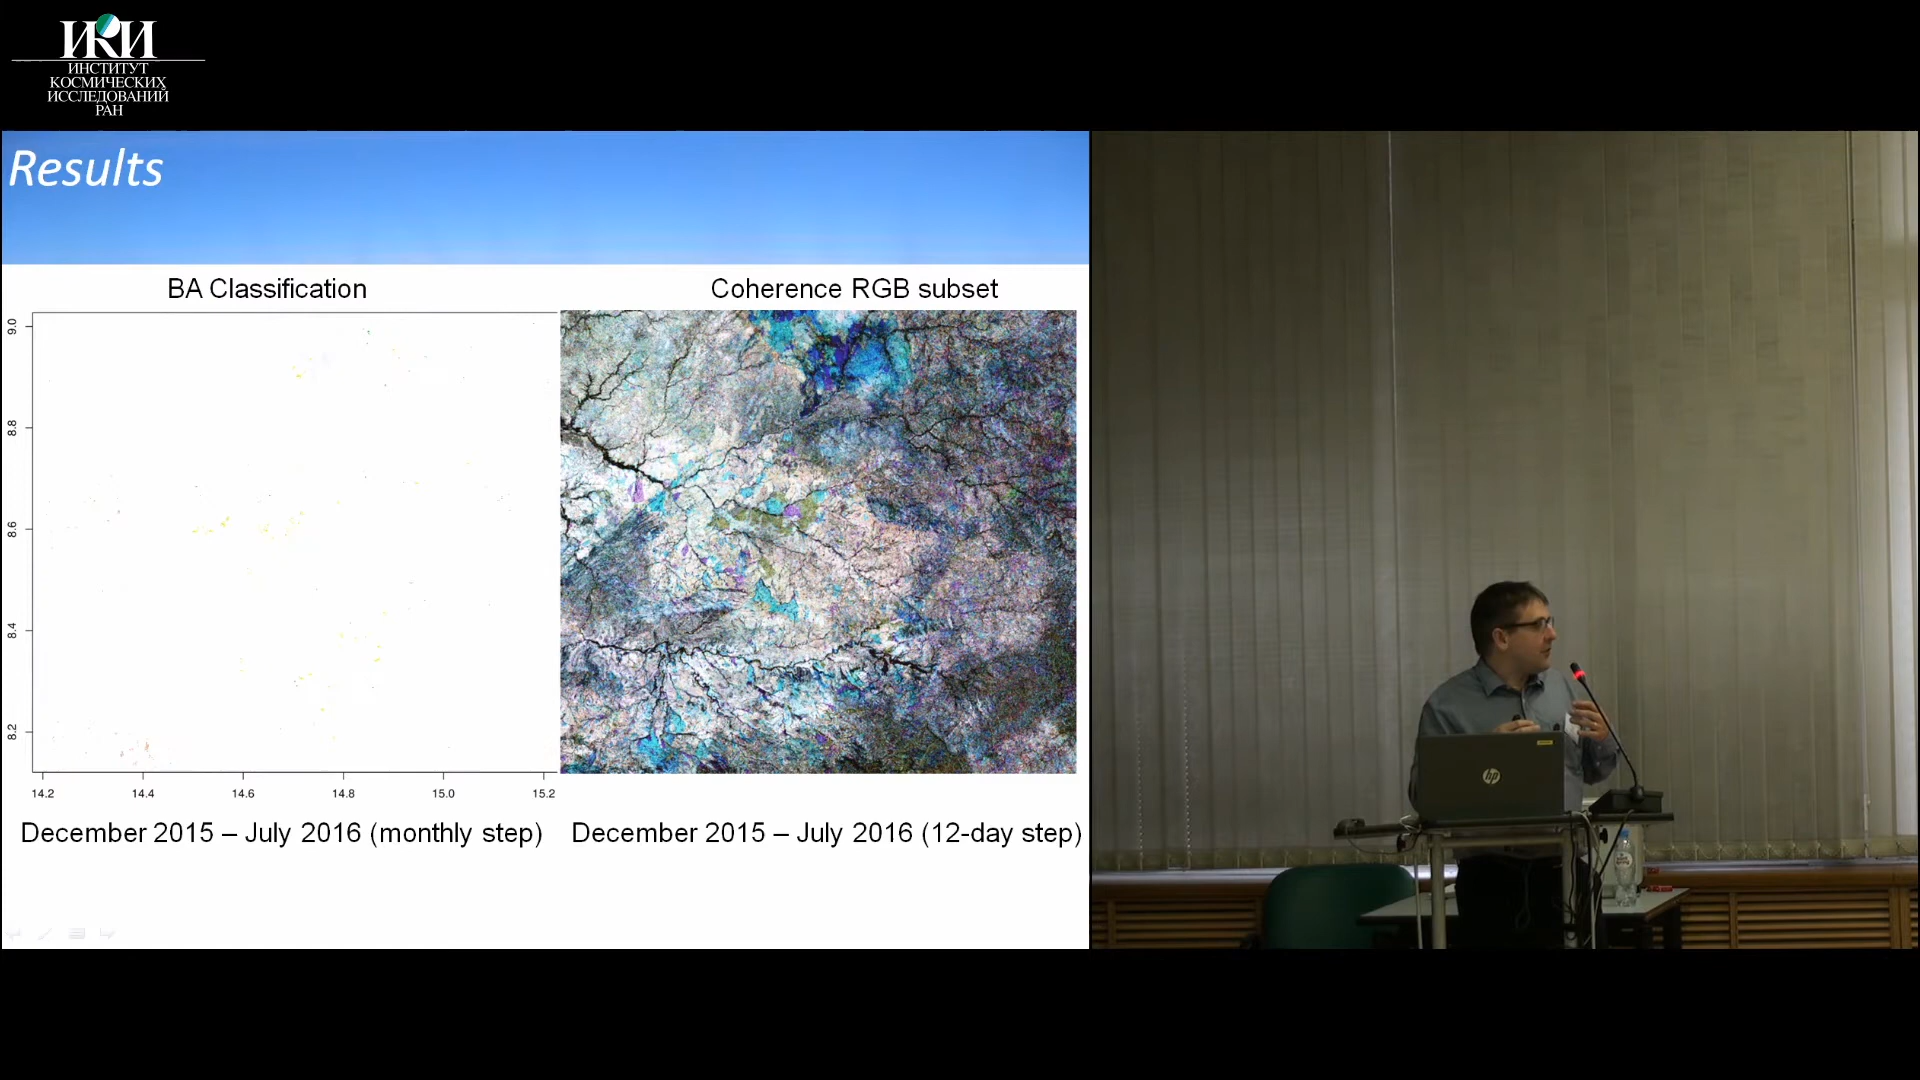 ИКИ
ИНСТИТУТ
КОСМИЧЕСКИХ
ИССЛЕДОВАНИЙ
РАН
Results
BA Classification
Coherence RGB subset
9.0
8.8
8.6
8.4
8.2
14.2 14.4 14.6 14.8 15.0 15.2
December 2015 – July 2016 (monthly step)
December 2015 – July 2016 (12-day step)
hp